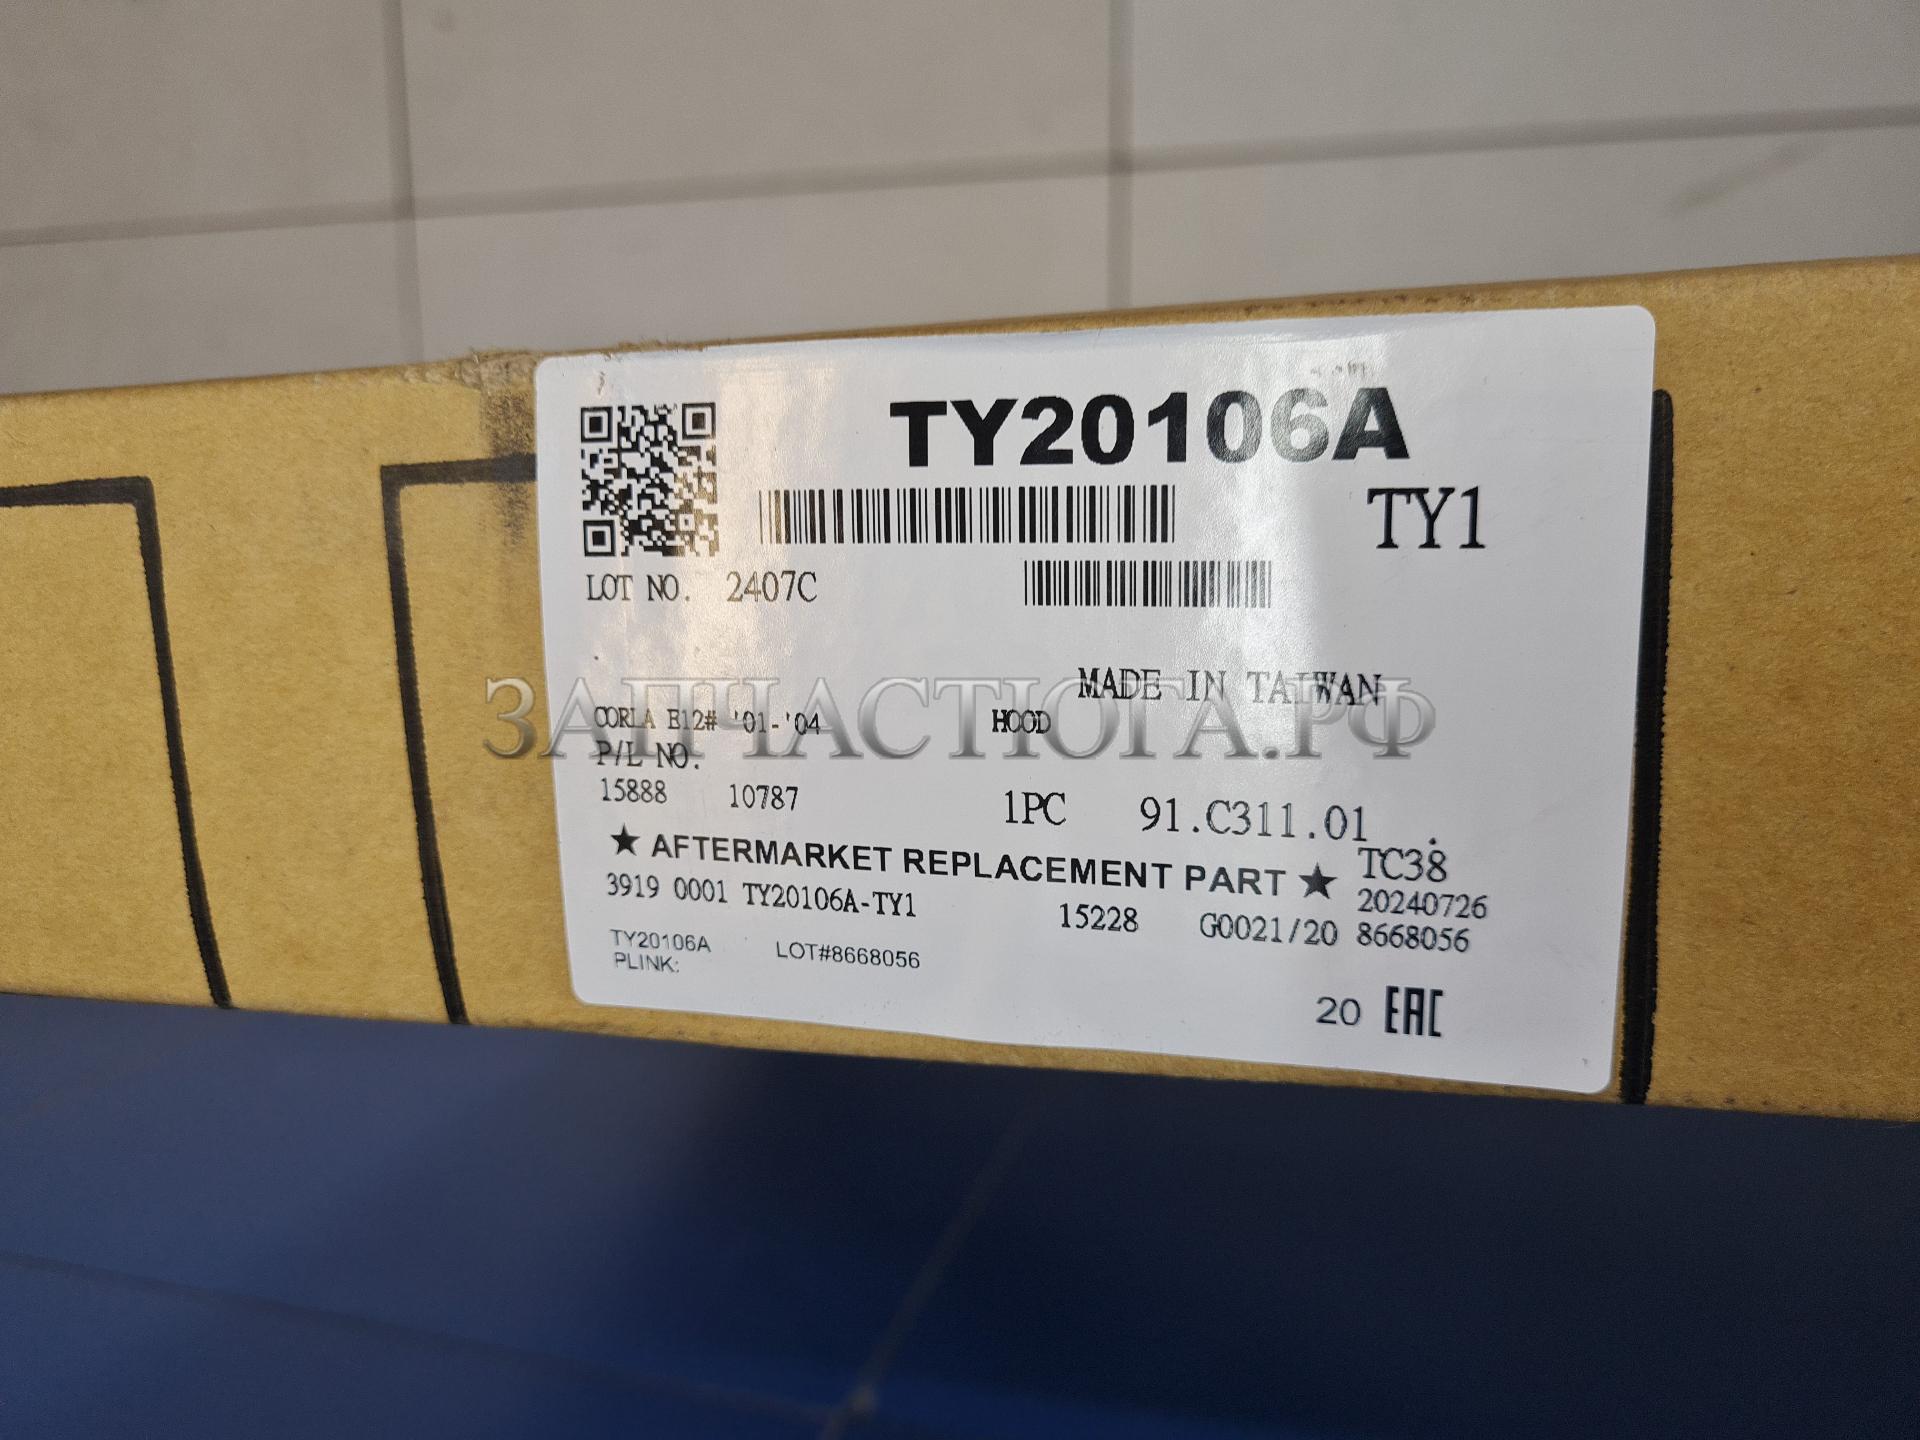 TY20106A
TY1
LOT NO. 2407C
MADE IN TAIWAN
CORLA E12# '01-'04 HOOD
ЗАПЧАСТЮГА.РФ
P/L NO.
15888 10787 1PC 91.C311.01
★ AFTERMARKET REPLACEMENT PART ★ TC38
3919 0001 TY20106A-TY1 20240726
15228 G0021/20 8668056
TY20106A LOT#8668056
PLINK:
20 EAC